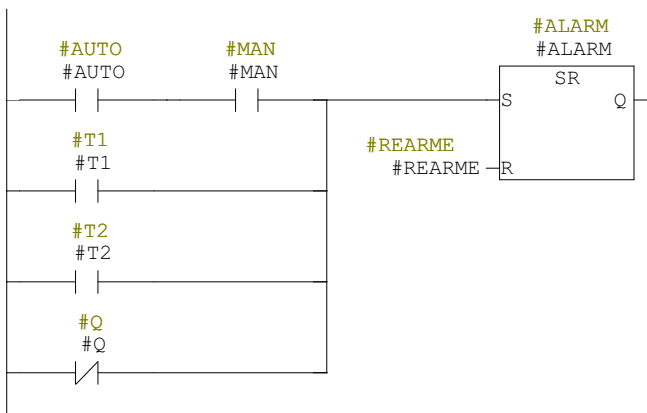 #ALARM
#AUTO #MAN #ALARM
#AUTO #MAN SR
S Q
#T1
#T1 #REARME
#REARME R
#T2
#T2
#Q
#Q